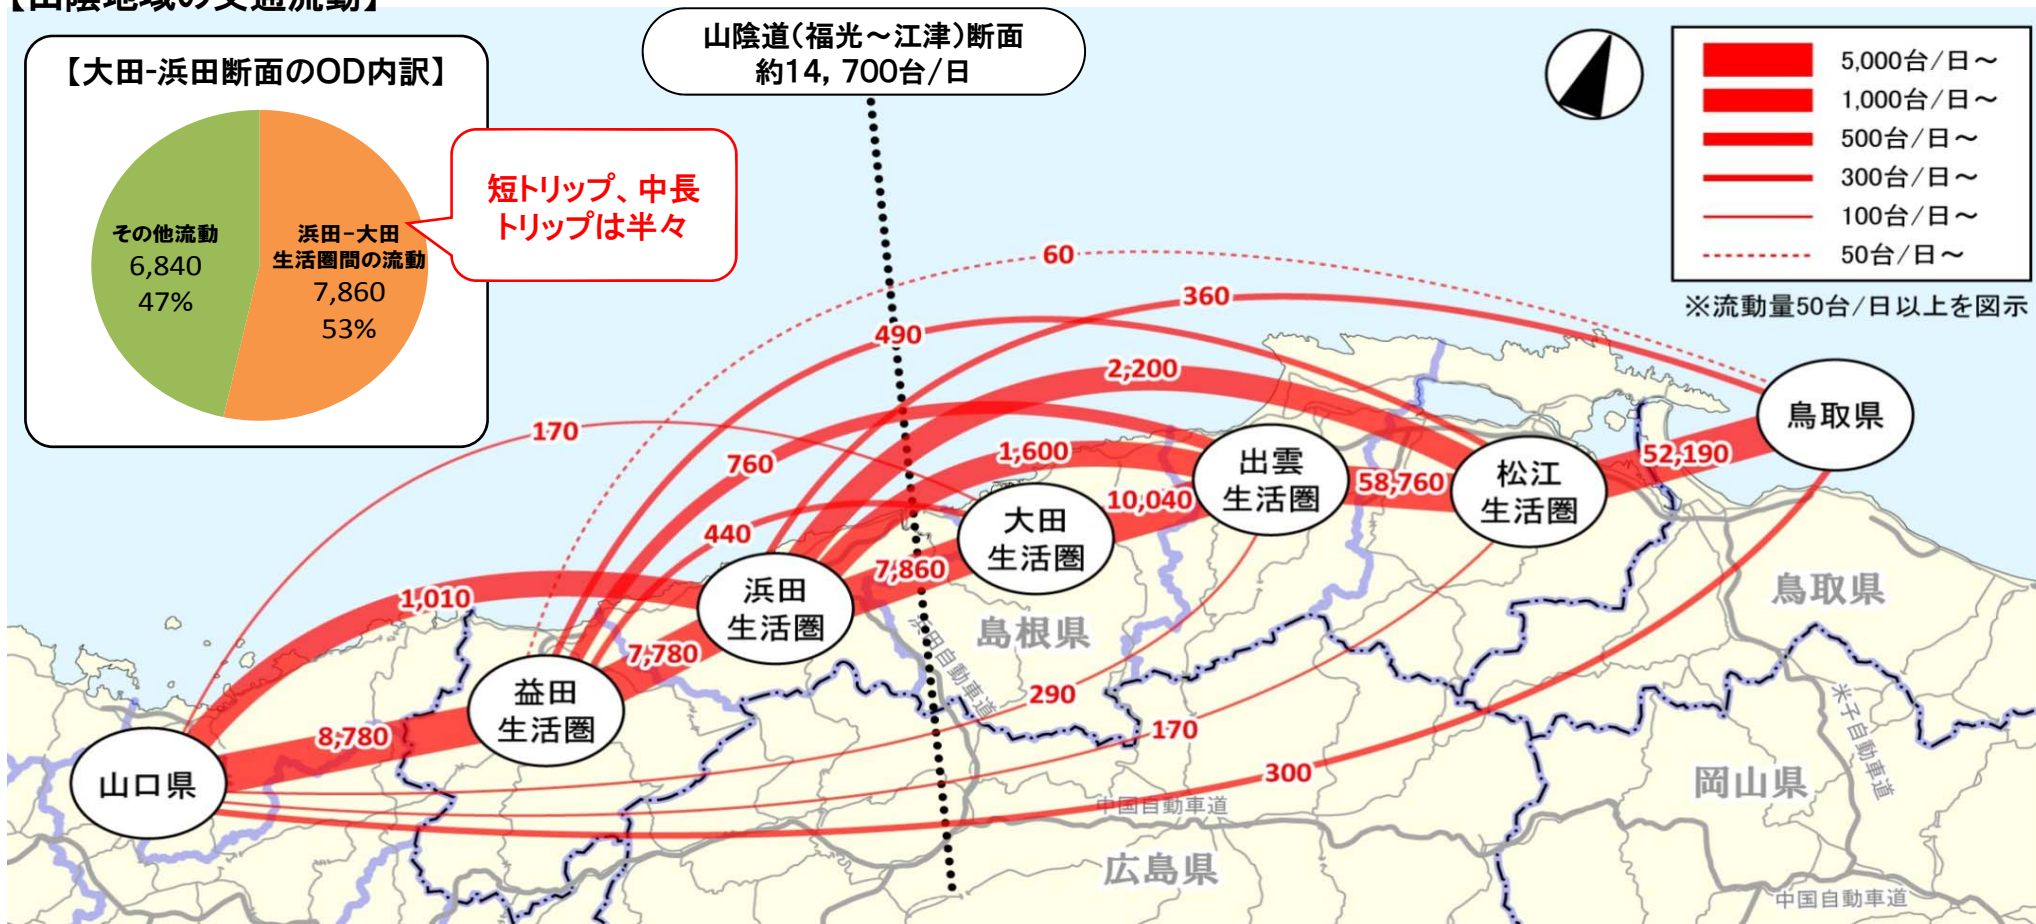 【山陰地域の交通流動】
【大田-浜田断面のOD内訳】
その他流動
6,840
47%
浜田-大田
生活圏間の流動
7,860
53%
短トリップ、中長
トリップは半々
山陰道(福光～江津)断面
約14,700台/日
5,000台/日～
1,000台/日～
500台/日～
300台/日～
100台/日～
50台/日～
※流動量50台/日以上を図示
60
360
490
2,200
170
760
1,600
440
10,040
58,760
52,190
7,860
1,010
7,780
8,780
290
170
300
山口県
益田
生活圏
浜田
生活圏
大田
生活圏
出雲
生活圏
松江
生活圏
鳥取県
島根県
鳥取県
岡山県
広島県
浜田自動車道
米子自動車道
中国自動車道
中国自動車道